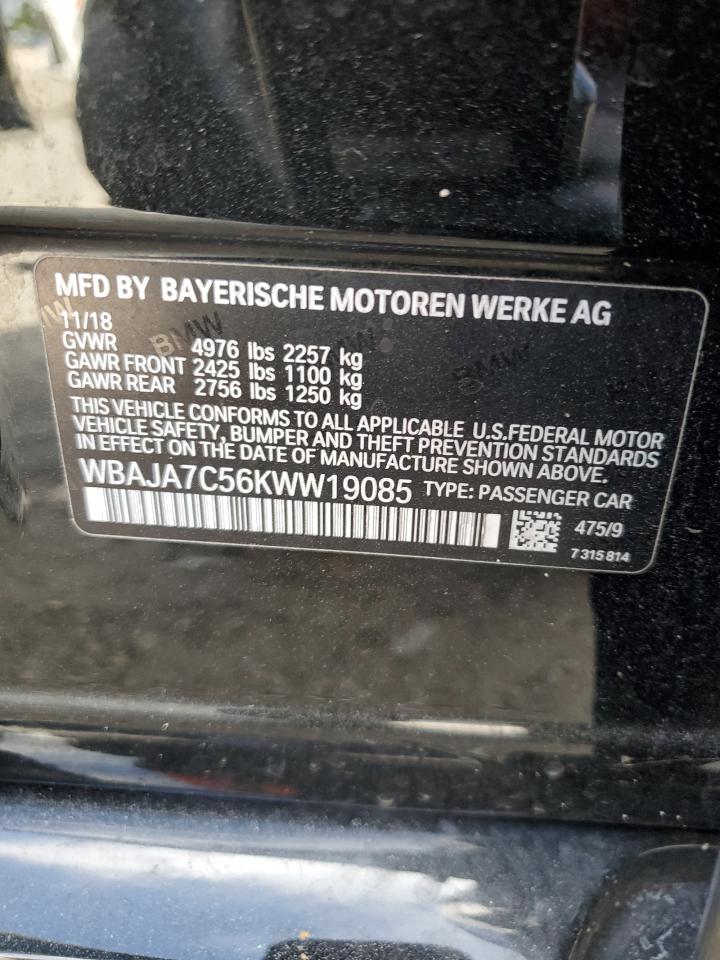 MFD BY BAYERISCHE MOTOREN WERKE AG
11/18
GVWR 4976 lbs 2257 kg
GAWR FRONT 2425 lbs 1100 kg
GAWR REAR 2756 lbs 1250 kg
THIS VEHICLE CONFORMS TO ALL APPLICABLE U.S.FEDERAL MOTOR
VEHICLE SAFETY, BUMPER AND THEFT PREVENTION STANDARDS
IN EFFECT ON THE DATE OF MANUFACTURE SHOWN ABOVE.
WBAJA7C56KWW19085 TYPE: PASSENGER CAR
475/9
7 315 814
BMW
BMW